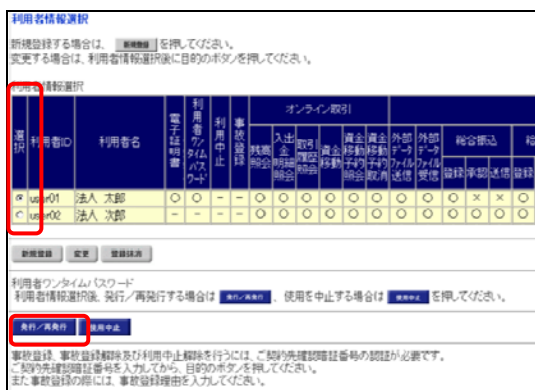 利用者情報選択
新規登録する場合は、 新規登録 を押してください。
変更する場合は、利用者情報選択後に目的のボタンを押してください。
利用者情報選択
選択 利用者ID 利用者名 電子証明書 利用者ワンタイムパスワード 利用中止 事故登録 オンライン取引
残高照会 入出金明細照会 取引履歴照会 資金移動 資金移動予約照会 資金移動予約取消 外部データファイル送信 外部データファイル受信 総合振込 給
登録 承認 送信 登録
user01 法人 太郎 ○ ○ － － ○ ○ ○ ○ ○ ○ ○ ○ ○ × × ○
user02 法人 次郎 － － － － ○ ○ ○ ○ ○ ○ ○ ○ ○ ○ ○ ○
新規登録 変更 登録抹消
利用者ワンタイムパスワード
利用者情報選択後、発行／再発行する場合は 発行／再発行 、使用を中止する場合は 使用中止 を押してください。
発行／再発行 使用中止
事故登録、事故登録解除及び利用中止解除を行うには、ご契約先確認暗証番号の認証が必要です。
ご契約先確認暗証番号を入力してから、目的のボタンを押してください。
また事故登録の際には、事故登録理由を入力してください。